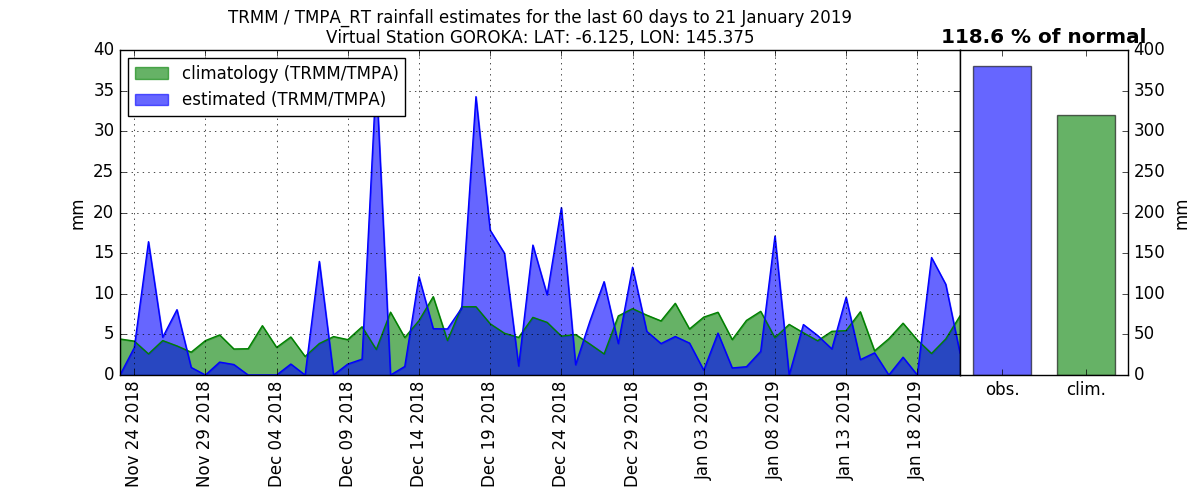 TRMM / TMPA_RT rainfall estimates for the last 60 days to 21 January 2019
Virtual Station GOROKA: LAT: -6.125, LON: 145.375
118.6 % of normal
climatology (TRMM/TMPA)
estimated (TRMM/TMPA)
40
35
30
25
20
15
10
5
0
mm
400
350
300
250
200
150
100
50
0
mm
Nov 24 2018
Nov 29 2018
Dec 04 2018
Dec 09 2018
Dec 14 2018
Dec 19 2018
Dec 24 2018
Dec 29 2018
Jan 03 2019
Jan 08 2019
Jan 13 2019
Jan 18 2019
obs.
clim.